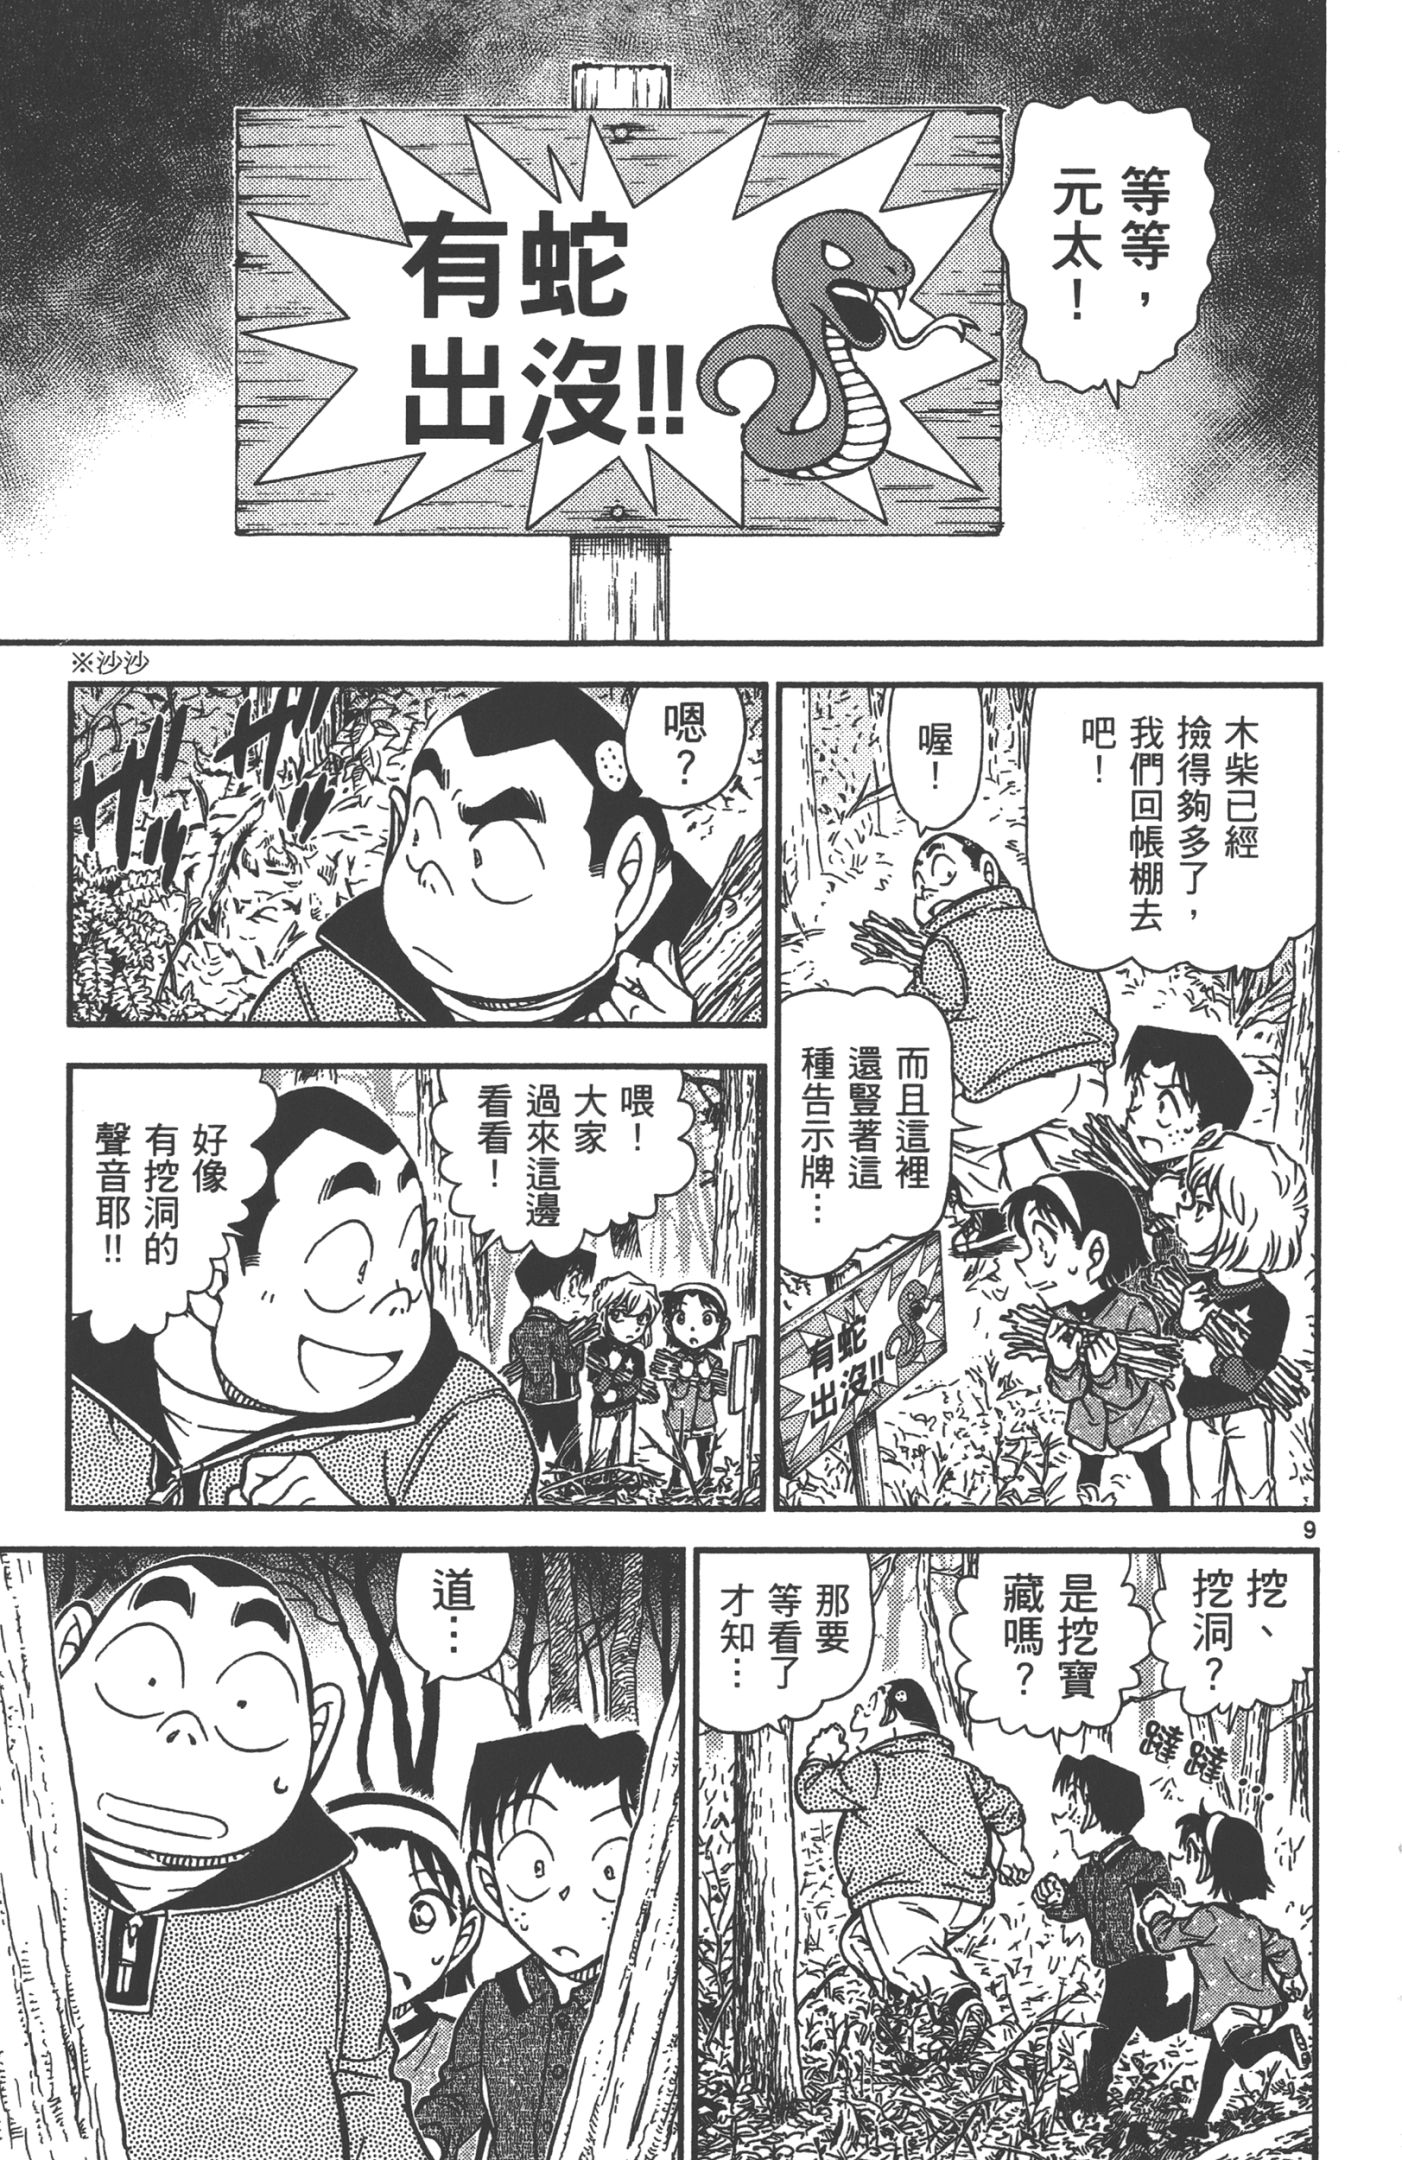 等等，
元太！
有蛇
出沒!!
木柴已經
撿得夠多了，
我們回帳棚去
吧！
喔！
而且這裡
還豎著這
種告示牌…
有蛇
出沒!!
※沙沙
嗯？
ザザ
ザザ
喂！
大家
過來這邊
看看！
好像
有挖洞的
聲音耶!!
9
挖、
挖洞？
是挖寶
藏嗎？
那要
等看了
才知…
躂躂…
道…